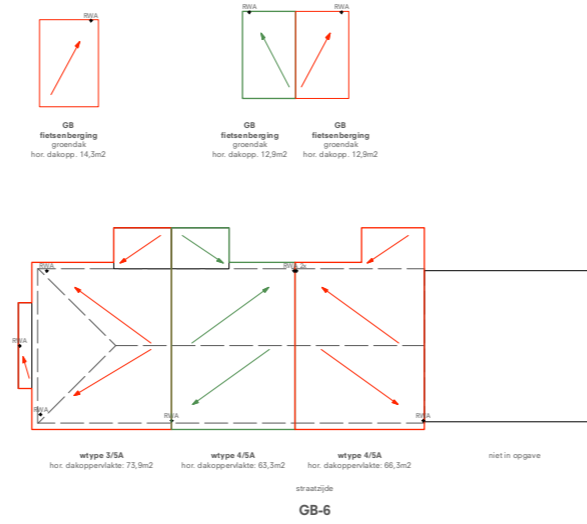 RWA
RWA
RWA
GB
fietsenberging
groendak
hor. dakopp. 14,3m2
GB
fietsenberging
groendak
hor. dakopp. 12,9m2
GB
fietsenberging
groendak
hor. dakopp. 12,9m2
RWA
RWA 2x
RWA
RWA
RWA
RWA
wtype 3/5A
hor. dakoppervlakte: 73,9m2
wtype 4/5A
hor. dakoppervlakte: 63,3m2
wtype 4/5A
hor. dakoppervlakte: 66,3m2
niet in opgave
straatzijde
GB-6